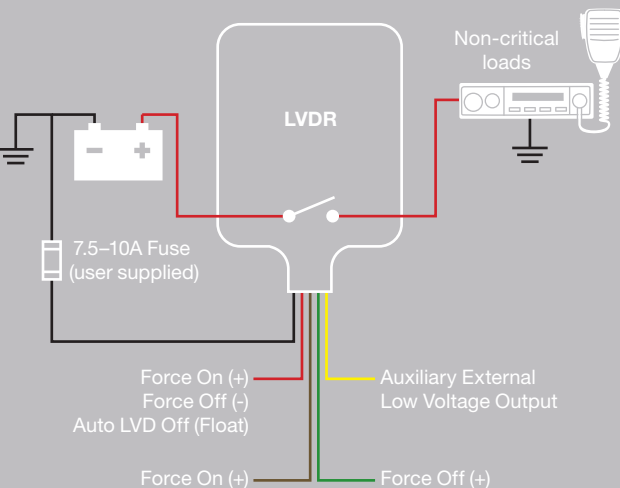 Non-critical
loads
LVDR
7.5–10A Fuse
(user supplied)
Force On (+)
Force Off (-)
Auto LVD Off (Float)
Auxiliary External
Low Voltage Output
Force On (+)
Force Off (+)